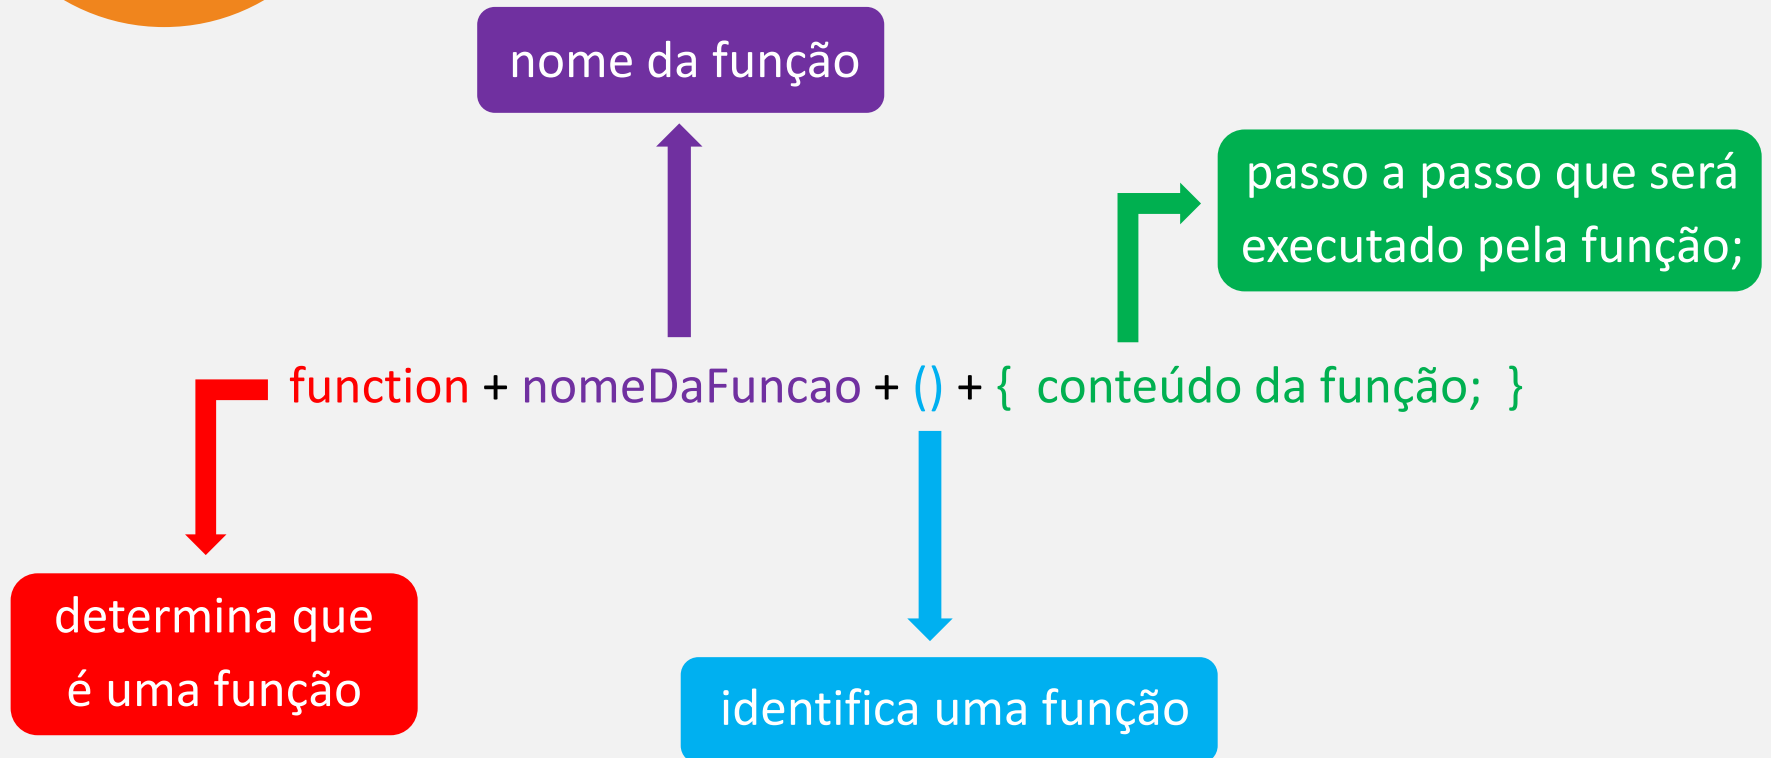 nome da função
passo a passo que será
executado pela função;
function + nomeDaFuncao + () + { conteúdo da função; }
determina que
é uma função
identifica uma função